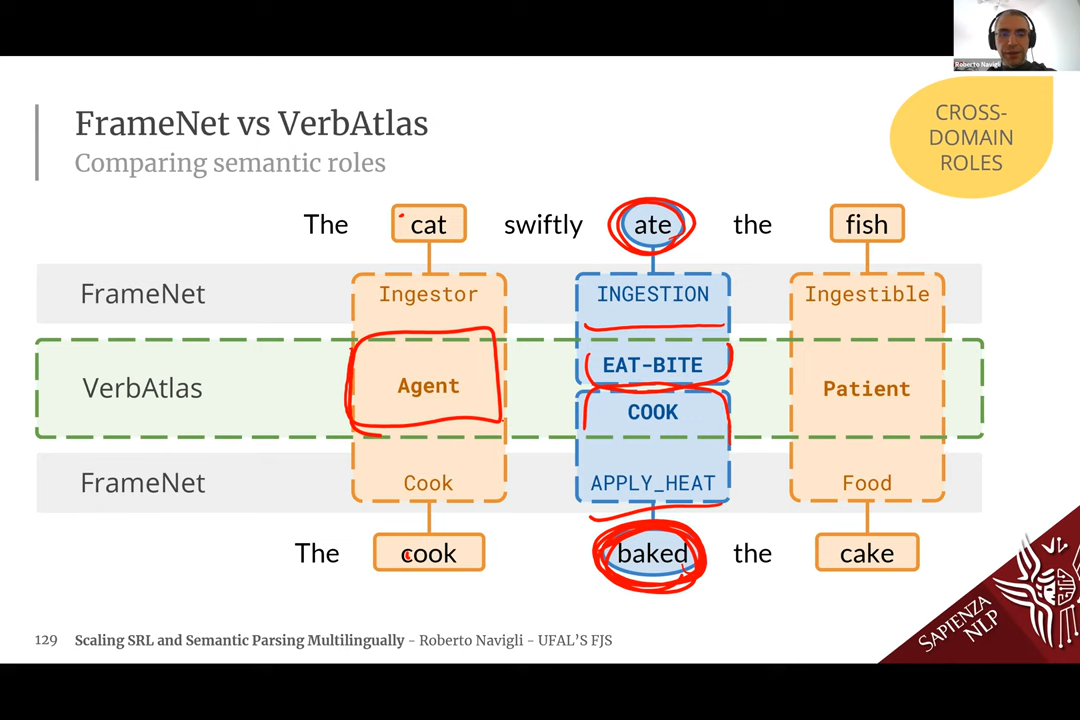 Roberto Navigli
FrameNet vs VerbAtlas
Comparing semantic roles
CROSS-
DOMAIN
ROLES
The cat swiftly ate the fish
FrameNet Ingestor INGESTION Ingestible
EAT-BITE
VerbAtlas Agent Patient
COOK
FrameNet Cook APPLY_HEAT Food
The cook baked the cake
129 Scaling SRL and Semantic Parsing Multilingually - Roberto Navigli - UFAL'S FJS
SAPIENZA
NLP